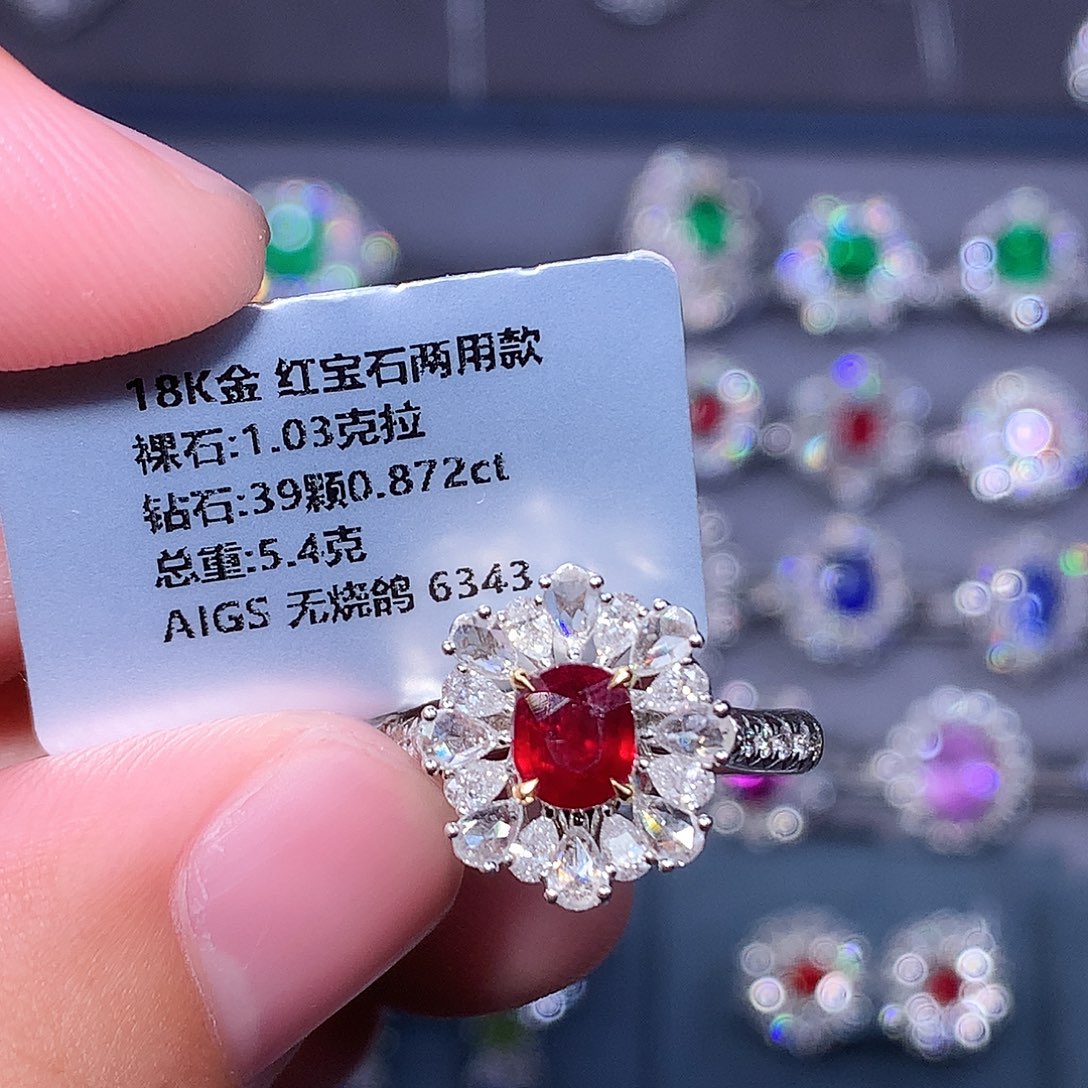 18K金 红宝石两用款
裸石:1.03克拉
钻石:39颗0.872ct
总重:5.4克
AIGS 无烧鸽 6343